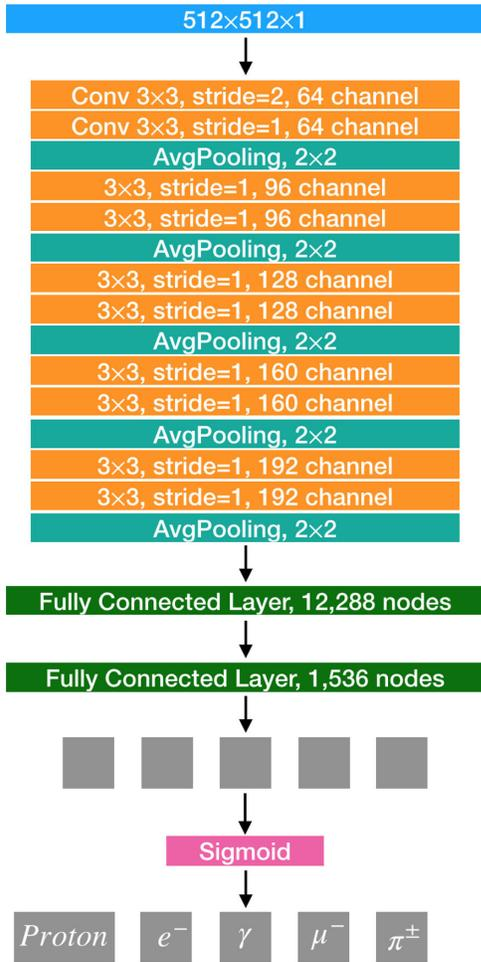 512×512×1
Conv 3×3, stride=2, 64 channel
Conv 3×3, stride=1, 64 channel
AvgPooling, 2×2
3×3, stride=1, 96 channel
3×3, stride=1, 96 channel
AvgPooling, 2×2
3×3, stride=1, 128 channel
3×3, stride=1, 128 channel
AvgPooling, 2×2
3×3, stride=1, 160 channel
3×3, stride=1, 160 channel
AvgPooling, 2×2
3×3, stride=1, 192 channel
3×3, stride=1, 192 channel
AvgPooling, 2×2
Fully Connected Layer, 12,288 nodes
Fully Connected Layer, 1,536 nodes
Sigmoid
Proton e⁻ γ μ⁻ π±